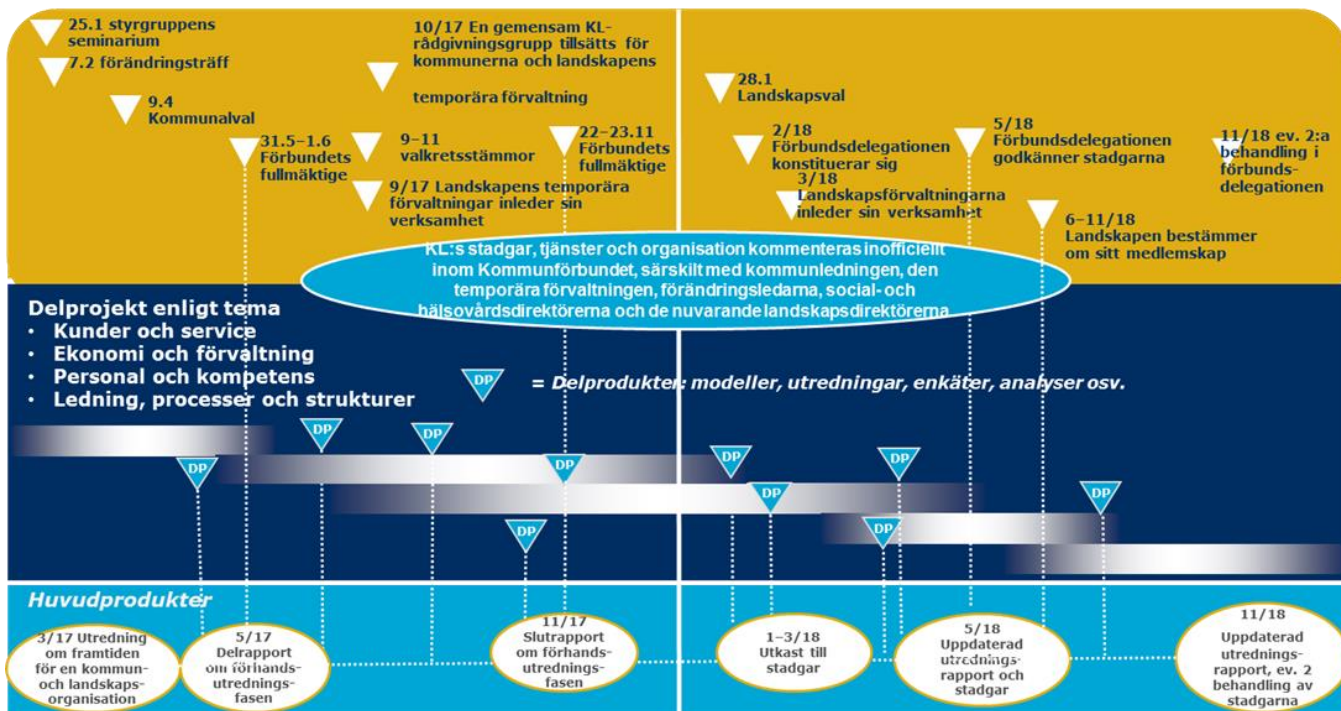 25.1 styrgruppens
seminarium
7.2 förändringsträff
9.4
Kommunalval
31.5–1.6
Förbundets
fullmäktige
10/17 En gemensam KL-
rådgivningsgrupp tillsätts för
kommunerna och landskapens
temporära förvaltning
9–11
valkretsstämmor
9/17 Landskapens temporära
förvaltningar inleder sin
verksamhet
22–23.11
Förbundets
fullmäktige
28.1
Landskapsval
2/18
Förbundsdelegationen
konstituerar sig
3/18
Landskapsförvaltningarna
inleder sin verksamhet
5/18
Förbundsdelegationen
godkänner stadgarna
6–11/18
Landskapen bestämmer
om sitt medlemskap
11/18 ev. 2:a
behandling i
förbunds-
delegationen
KL:s stadgar, tjänster och organisation kommenteras inofficiellt
inom Kommunförbundet, särskilt med kommunledningen, den
temporära förvaltningen, förändringsledarna, social- och
hälsovårdsdirektörerna och de nuvarande landskapsdirektörerna
Delprojekt enligt tema
• Kunder och service
• Ekonomi och förvaltning
• Personal och kompetens
• Ledning, processer och strukturer
DP
= Delprodukter: modeller, utredningar, enkäter, analyser osv.
DP
DP
DP
DP
DP
DP
DP
DP
DP
DP
DP
Huvudprodukter
3/17 Utredning
om framtiden
för en kommun-
och landskaps-
organisation
5/17
Delrapport
om förhands-
utrednings-
fasen
11/17
Slutrapport
om förhands-
utrednings-
fasen
1–3/18
Utkast till
stadgar
5/18
Uppdaterad
utrednings-
rapport och
stadgar
11/18
Uppdaterad
utrednings-
rapport, ev. 2
behandling av
stadgarna